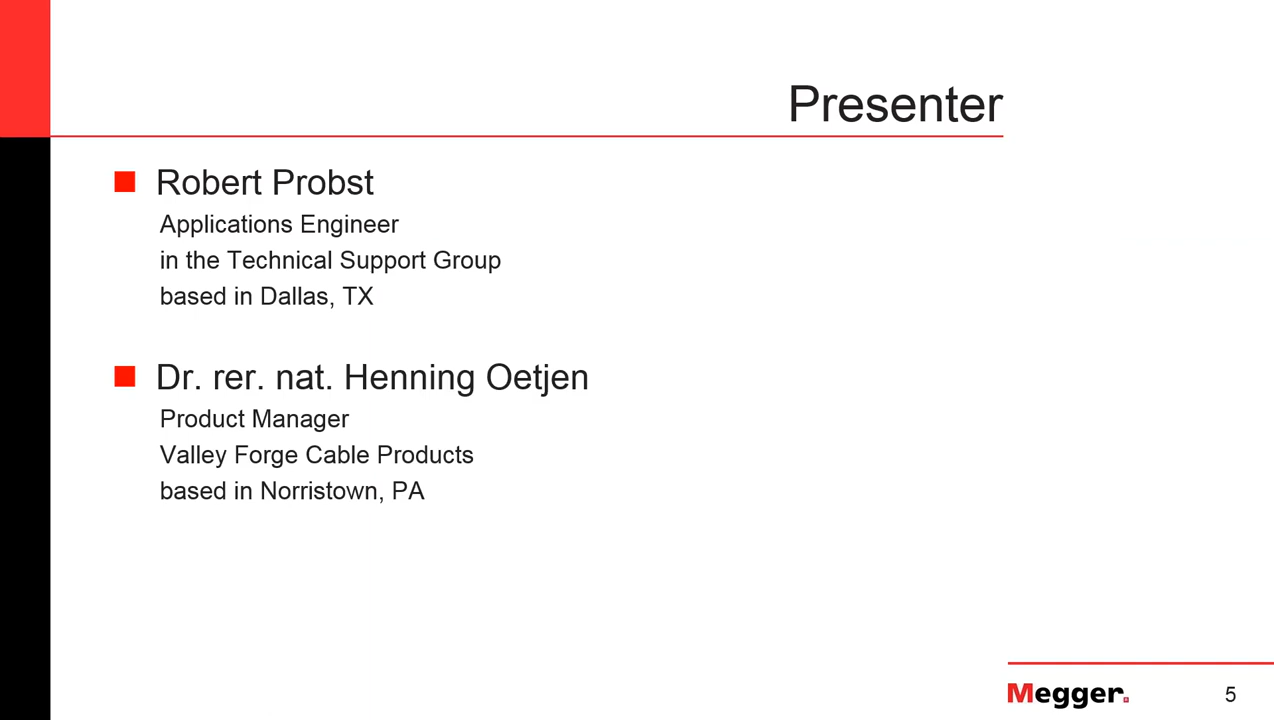 Presenter
Robert Probst
Applications Engineer
in the Technical Support Group
based in Dallas, TX
Dr. rer. nat. Henning Oetjen
Product Manager
Valley Forge Cable Products
based in Norristown, PA
Megger.
5